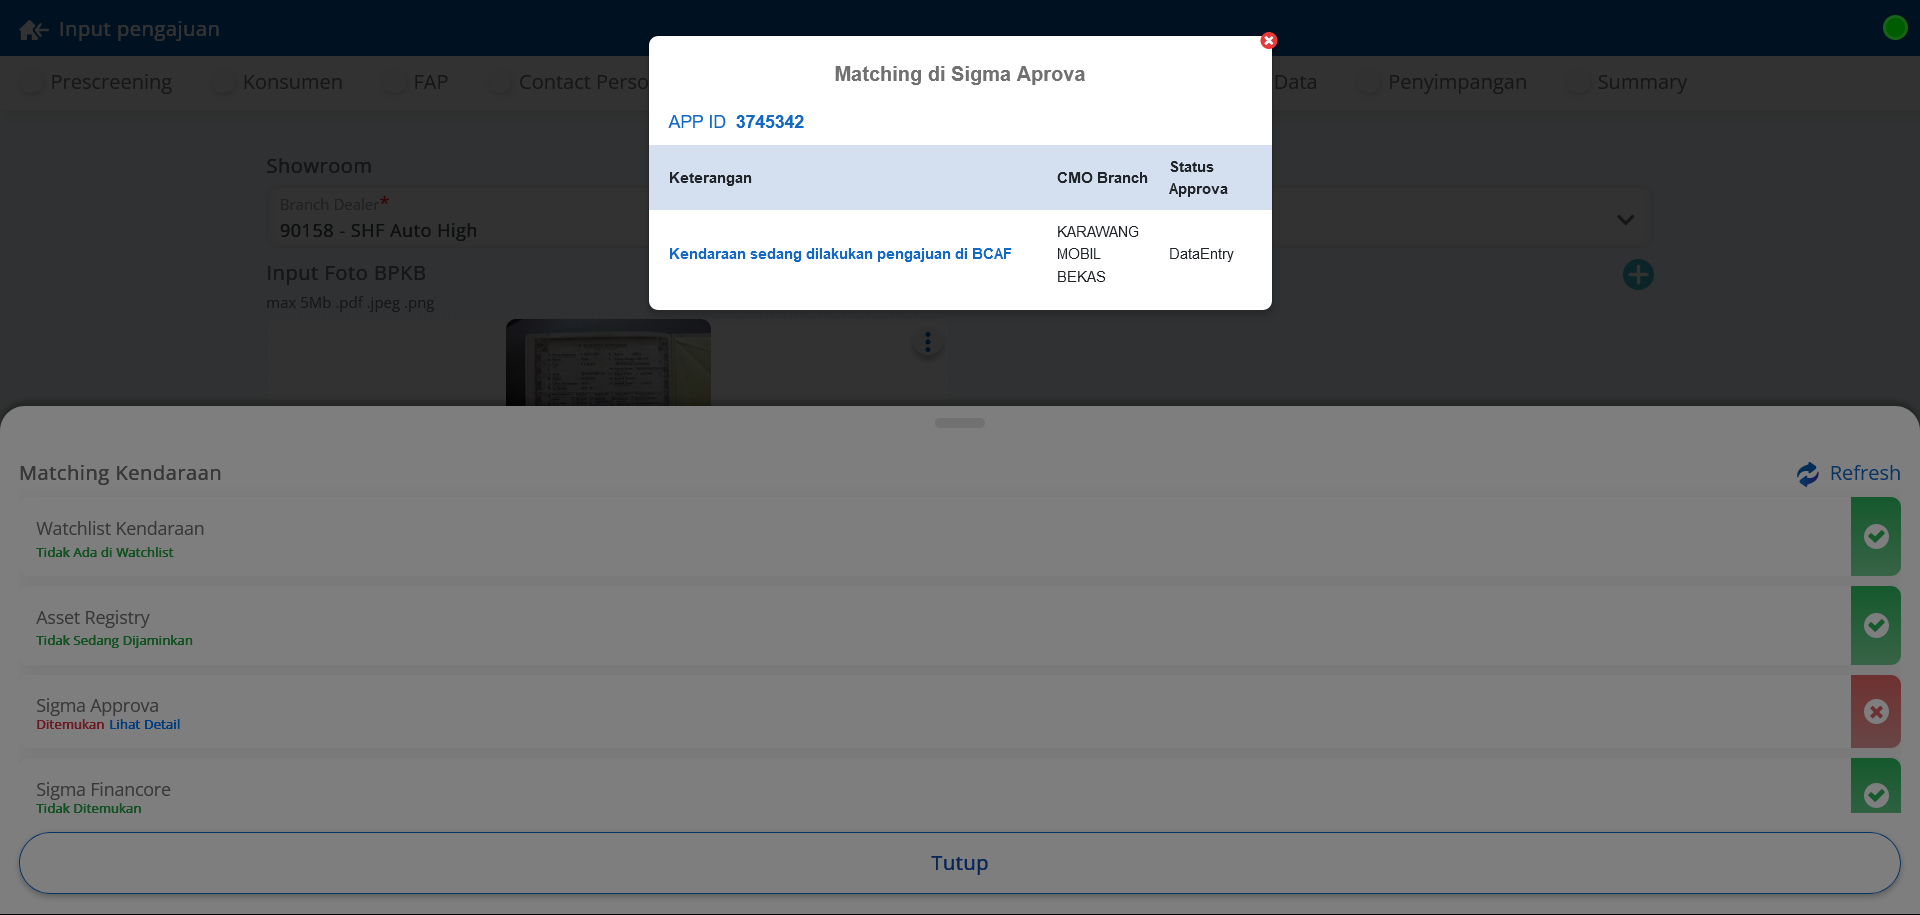 Input pengajuan
Prescreening
Konsumen
FAP
Contact Perso
Data
Penyimpangan
Summary
Matching di Sigma Aprova
APP ID 3745342
Keterangan
CMO Branch
Status
Approva
Kendaraan sedang dilakukan pengajuan di BCAF
KARAWANG
MOBIL
BEKAS
DataEntry
Showroom
Branch Dealer*
90158 - SHF Auto High
Input Foto BPKB
max 5Mb .pdf .jpeg .png
Matching Kendaraan
Refresh
Watchlist Kendaraan
Tidak Ada di Watchlist
Asset Registry
Tidak Sedang Dijaminkan
Sigma Approva
Ditemukan Lihat Detail
Sigma Financore
Tidak Ditemukan
Tutup